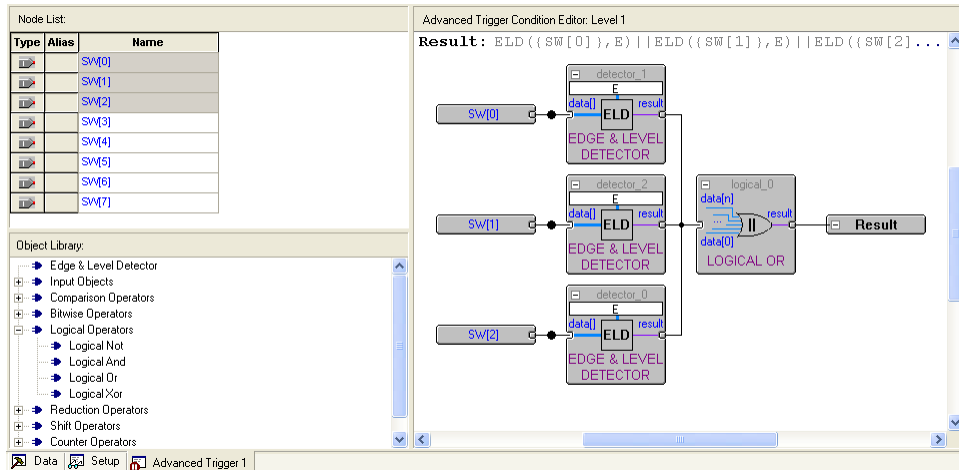 Node List:
Type Alias Name
SW[0]
SW[1]
SW[2]
SW[3]
SW[4]
SW[5]
SW[6]
SW[7]
Object Library:
Edge & Level Detector
Input Objects
Comparison Operators
Bitwise Operators
Logical Operators
Logical Not
Logical And
Logical Or
Logical Xor
Reduction Operators
Shift Operators
Counter Operators
Advanced Trigger Condition Editor: Level 1
Result: ELD({SW[0]},E)||ELD({SW[1]},E)||ELD({SW[2]...
detector_1
E
SW[0]
data[] result
ELD
EDGE & LEVEL
DETECTOR
detector_2
E
SW[1]
data[] result
ELD
EDGE & LEVEL
DETECTOR
detector_0
E
SW[2]
data[] result
ELD
EDGE & LEVEL
DETECTOR
logical_0
data[n]
...
||
result
data[0]
LOGICAL OR
Result
Data Setup Advanced Trigger 1